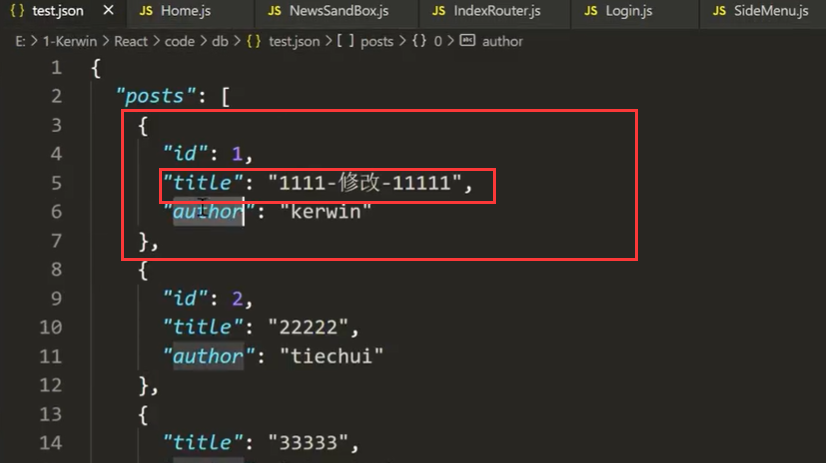 {} test.json × JS Home.js JS NewsSandBox.js JS IndexRouter.js JS Login.js JS SideMenu.js
E: > 1-Kerwin > React > code > db > {} test.json > [ ] posts > {} 0 > abc author
1 {
2 "posts": [
3 {
4 "id": 1,
5 "title": "1111-修改-11111",
6 "author": "kerwin"
7 },
8 {
9 "id": 2,
10 "title": "22222",
11 "author": "tiechui"
12 },
13 {
14 "title": "33333",